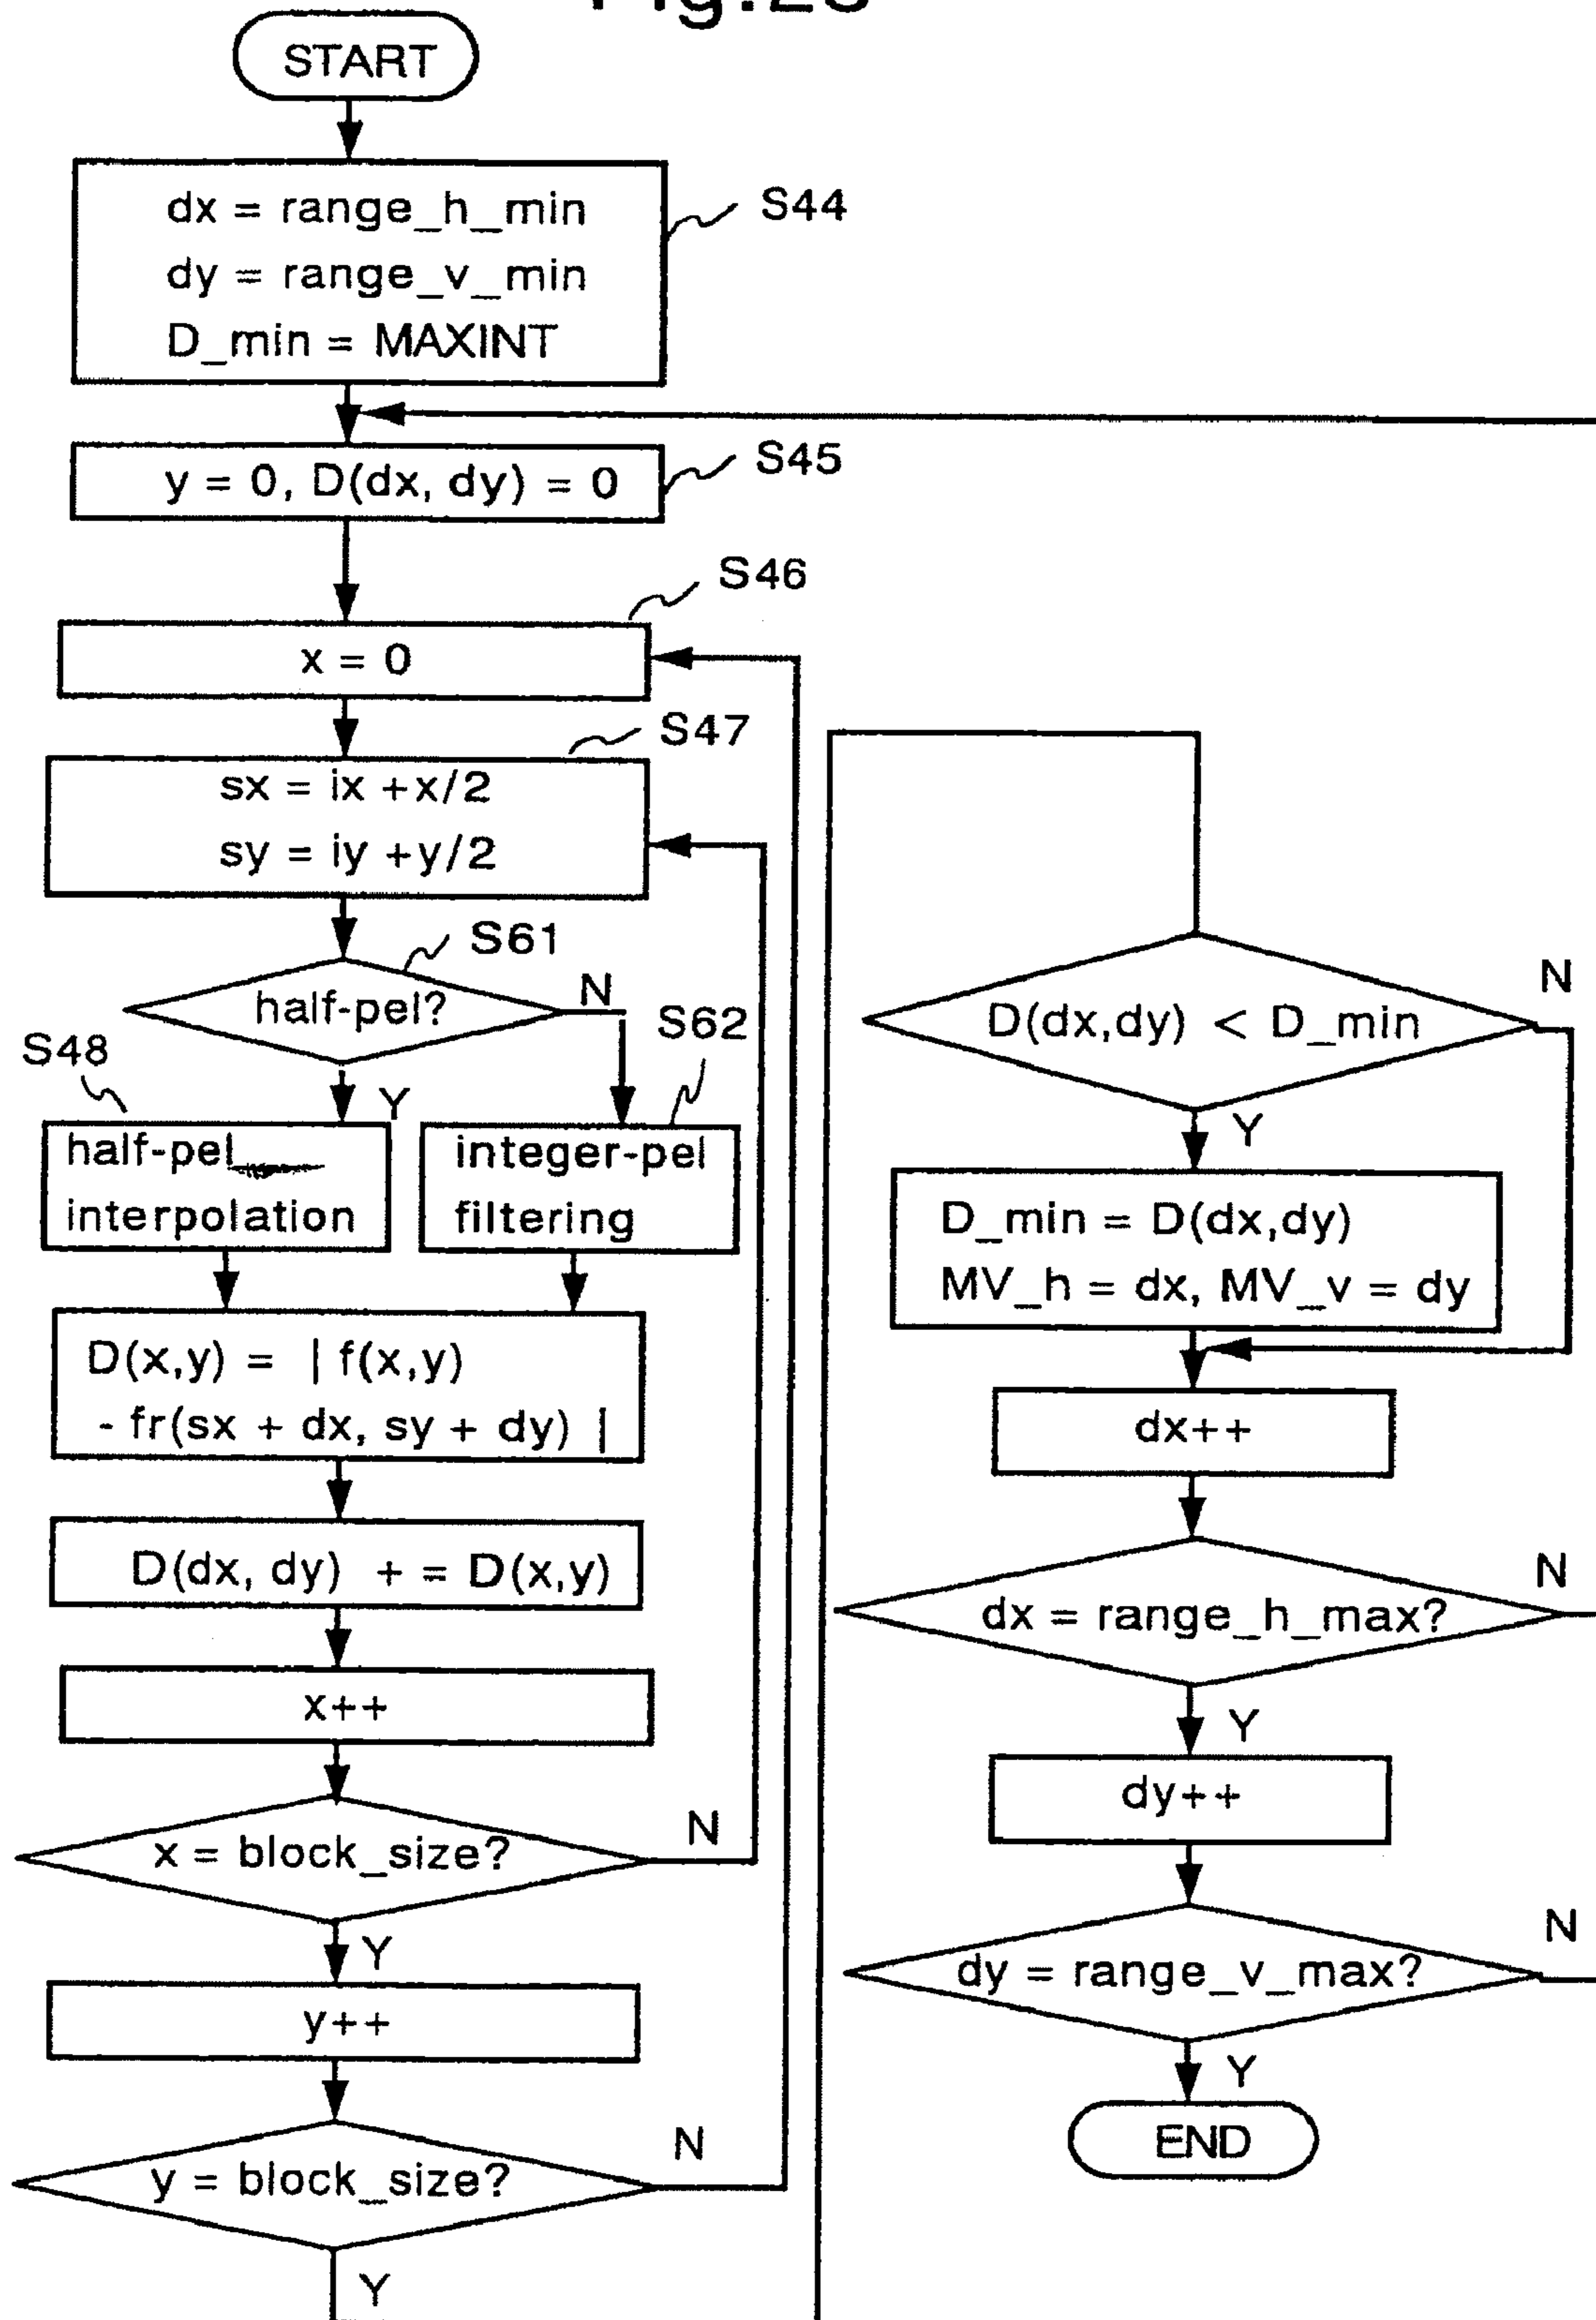 START
dx = range_h_min
dy = range_v_min
D_min = MAXINT
S44
y = 0, D(dx, dy) = 0
S45
S46
x = 0
S47
sx = ix +x/2
sy = iy +y/2
S61
half-pel?
N
S62
S48
Y
half-pel
interpolation
integer-pel
filtering
D(x,y) = | f(x,y)
- fr(sx + dx, sy + dy) |
D(dx, dy) + = D(x,y)
x++
x = block_size?
N
Y
y++
y = block_size?
N
Y
D(dx,dy) < D_min
N
Y
D_min = D(dx,dy)
MV_h = dx, MV_v = dy
dx++
dx = range_h_max?
N
Y
dy++
dy = range_v_max?
N
Y
END